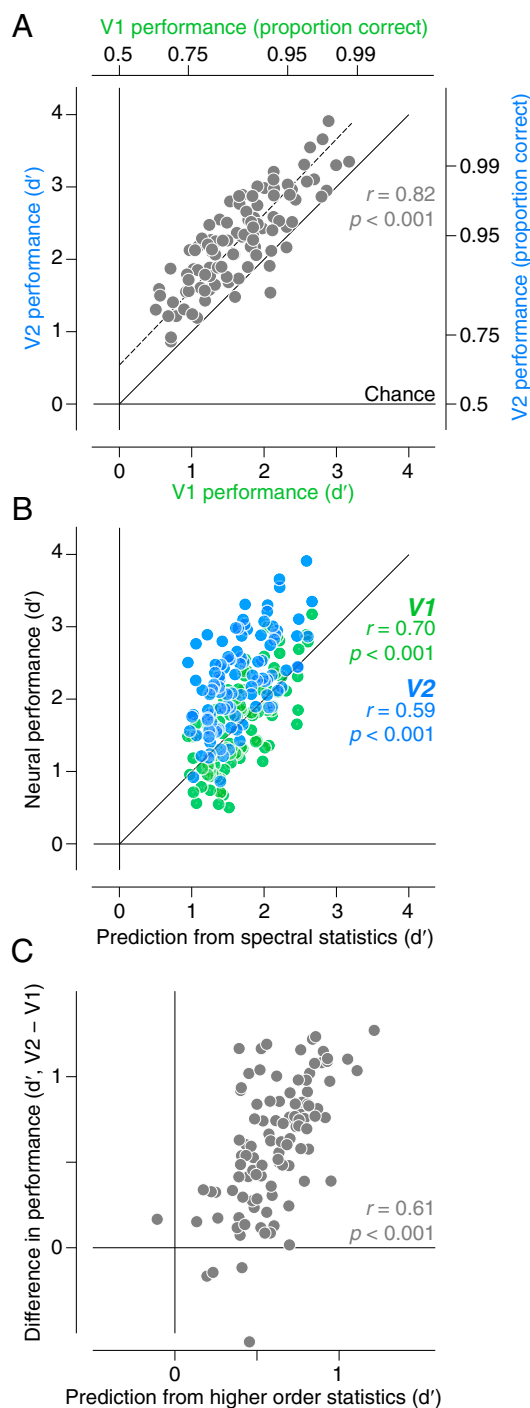 A
V1 performance (proportion correct)
0.5 0.75 0.95 0.99
4
3
2
1
0
V2 performance (d′)
r = 0.82
p < 0.001
Chance
0.99
0.95
0.75
0.5
V2 performance (proportion correct)
0 1 2 3 4
V1 performance (d′)
B
4
3
2
1
0
Neural performance (d′)
V1
r = 0.70
p < 0.001
V2
r = 0.59
p < 0.001
0 1 2 3 4
Prediction from spectral statistics (d′)
C
1
0
Difference in performance (d′, V2 – V1)
r = 0.61
p < 0.001
0 1
Prediction from higher order statistics (d′)